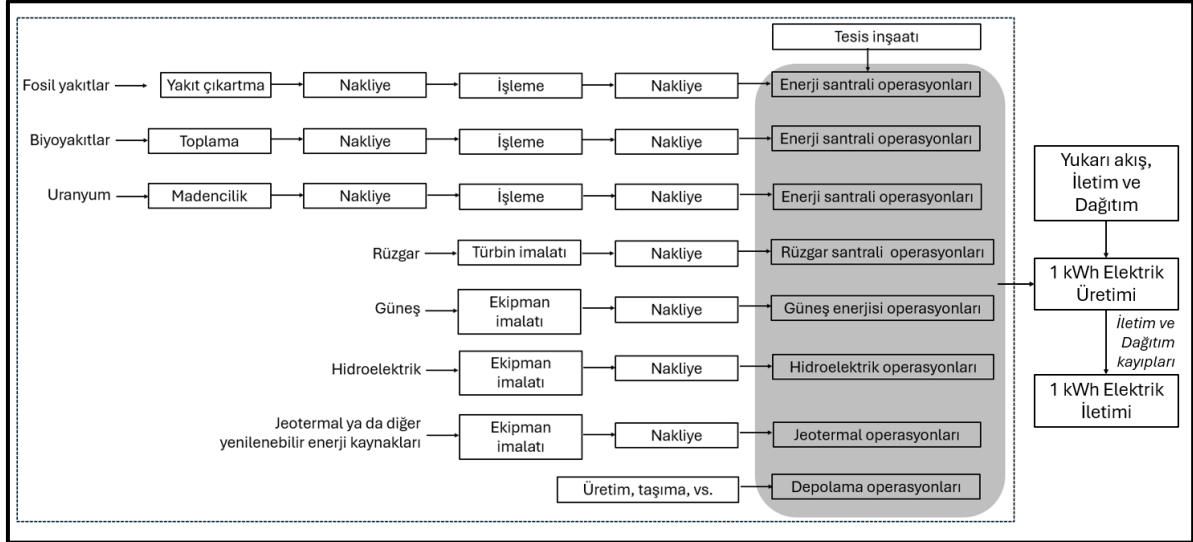 Tesis inşaatı
Fosil yakıtlar
Yakıt çıkartma
Nakliye
İşleme
Nakliye
Enerji santrali operasyonları
Biyoyakıtlar
Toplama
Nakliye
İşleme
Nakliye
Enerji santrali operasyonları
Uranyum
Madencilik
Nakliye
İşleme
Nakliye
Enerji santrali operasyonları
Rüzgar
Türbin imalatı
Nakliye
Rüzgar santrali operasyonları
Güneş
Ekipman
imalatı
Nakliye
Güneş enerjisi operasyonları
Hidroelektrik
Ekipman
imalatı
Nakliye
Hidroelektrik operasyonları
Jeotermal ya da diğer
yenilenebilir enerji kaynakları
Ekipman
imalatı
Nakliye
Jeotermal operasyonları
Üretim, taşıma, vs.
Depolama operasyonları
Yukarı akış,
İletim ve
Dağıtım
1 kWh Elektrik
Üretimi
İletim ve
Dağıtım
kayıpları
1 kWh Elektrik
İletimi